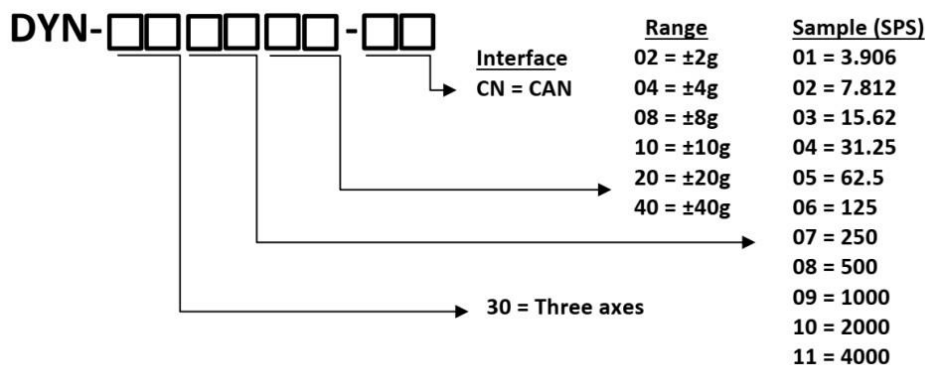 DYN- -
Interface
CN = CAN
Range
02 = ±2g
04 = ±4g
08 = ±8g
10 = ±10g
20 = ±20g
40 = ±40g
Sample (SPS)
01 = 3.906
02 = 7.812
03 = 15.62
04 = 31.25
05 = 62.5
06 = 125
07 = 250
08 = 500
09 = 1000
10 = 2000
11 = 4000
30 = Three axes